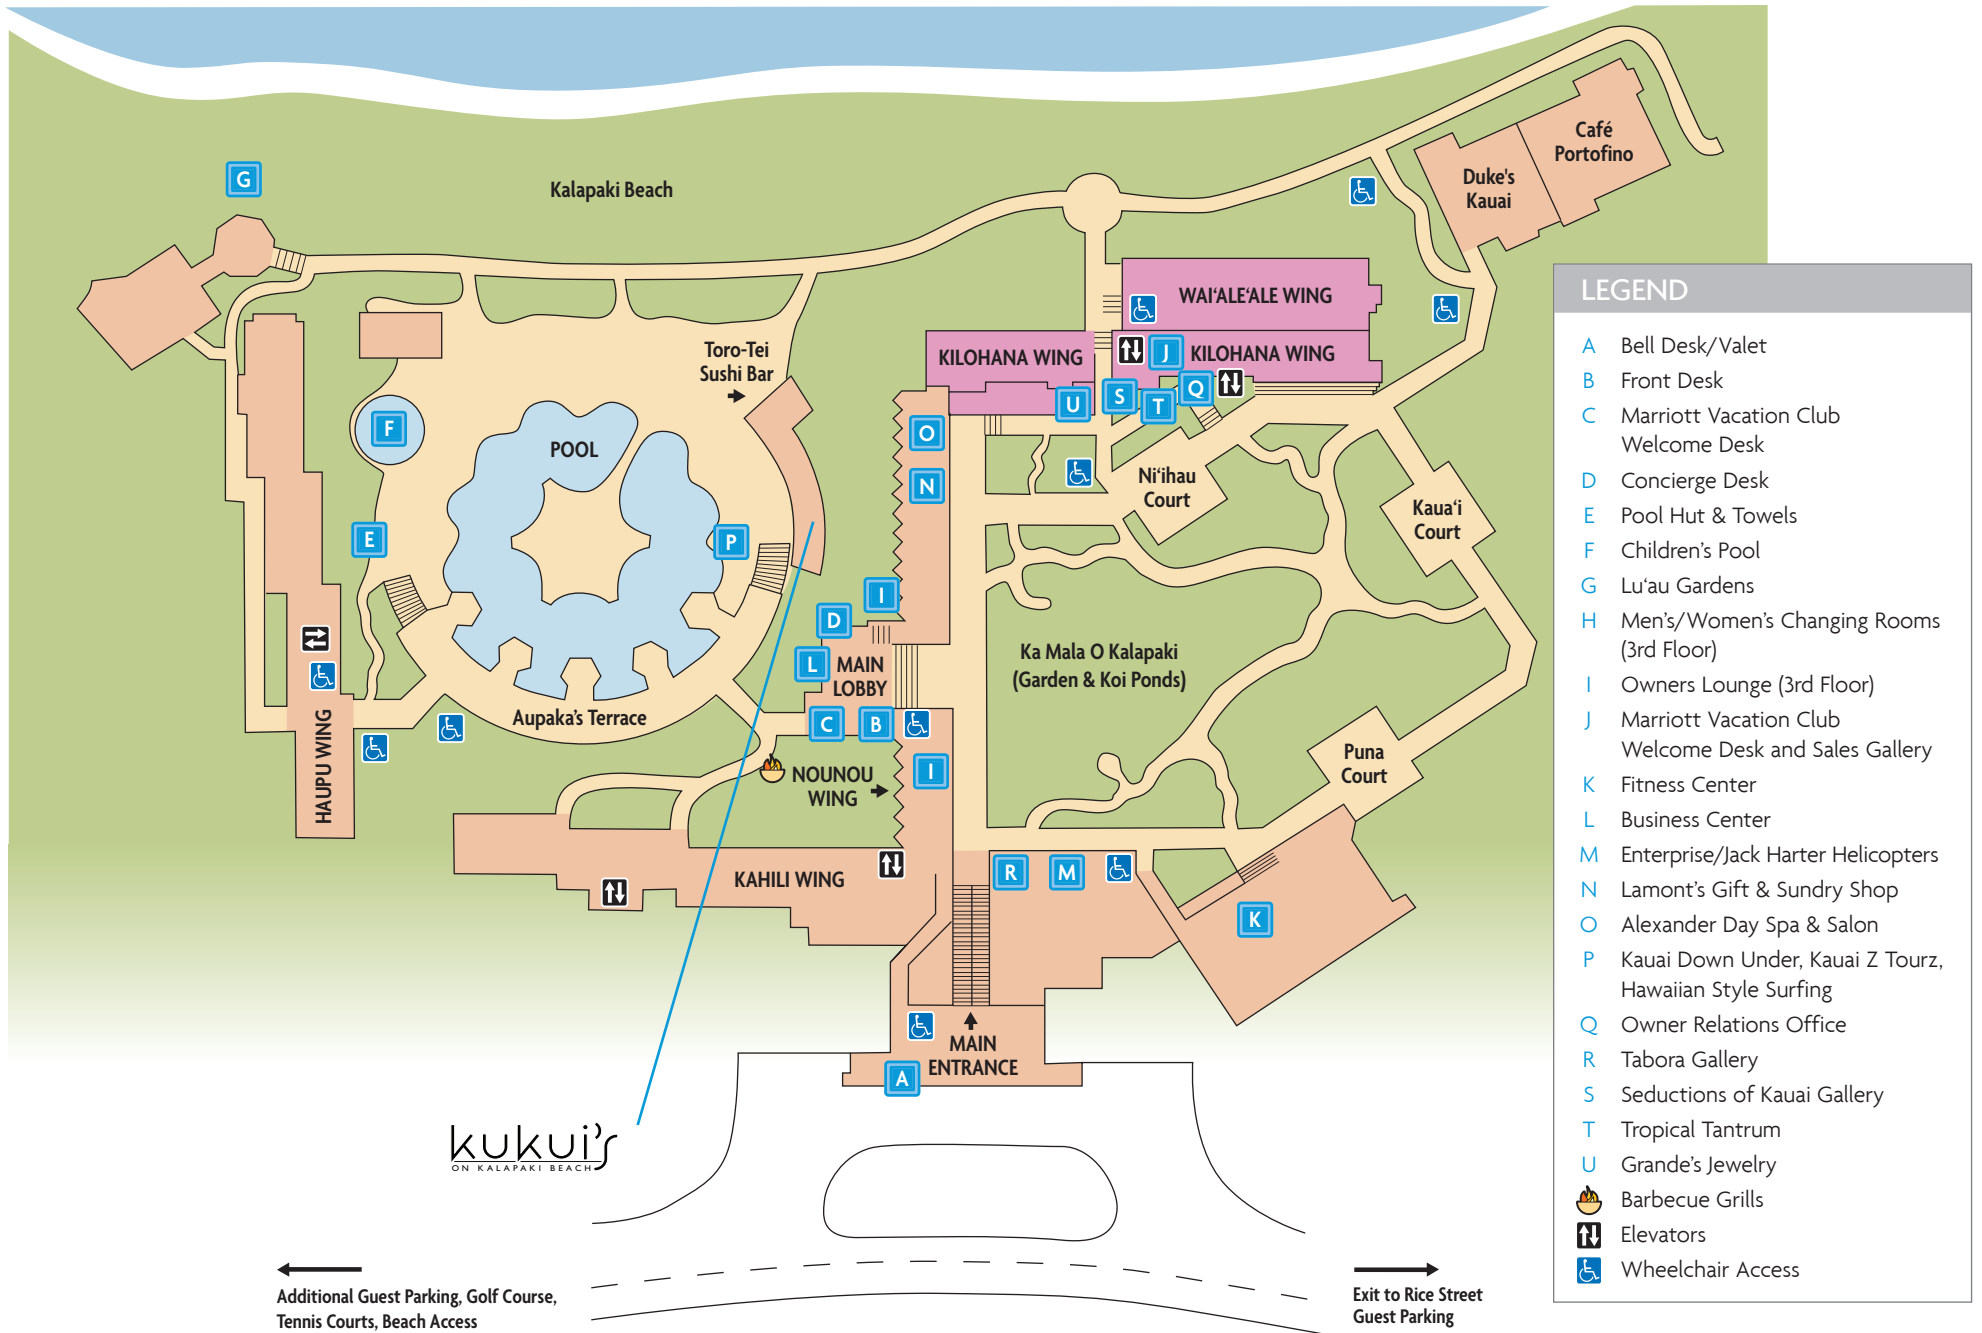 G
Kalapaki Beach
Café
Portofino
Duke's
Kauai
WAI‘ALE‘ALE WING
KILOHANA WING
J
KILOHANA WING
Toro-Tei
Sushi Bar
U
S
T
Q
F
POOL
O
N
Ni‘ihau
Court
Kaua‘i
Court
E
P
I
D
L
MAIN
LOBBY
Ka Mala O Kalapaki
(Garden & Koi Ponds)
C
B
Aupaka’s Terrace
HAUPU WING
NOUNOU
WING
I
Puna
Court
KAHILI WING
R
M
K
MAIN
ENTRANCE
A
kukui’s
ON KALAPAKI BEACH
Additional Guest Parking, Golf Course,
Tennis Courts, Beach Access
Exit to Rice Street
Guest Parking
LEGEND
A Bell Desk/Valet
B Front Desk
C Marriott Vacation Club
Welcome Desk
D Concierge Desk
E Pool Hut & Towels
F Children’s Pool
G Lu‘au Gardens
H Men’s/Women’s Changing Rooms
(3rd Floor)
I Owners Lounge (3rd Floor)
J Marriott Vacation Club
Welcome Desk and Sales Gallery
K Fitness Center
L Business Center
M Enterprise/Jack Harter Helicopters
N Lamont’s Gift & Sundry Shop
O Alexander Day Spa & Salon
P Kauai Down Under, Kauai Z Tourz,
Hawaiian Style Surfing
Q Owner Relations Office
R Tabora Gallery
S Seductions of Kauai Gallery
T Tropical Tantrum
U Grande’s Jewelry
Barbecue Grills
Elevators
Wheelchair Access